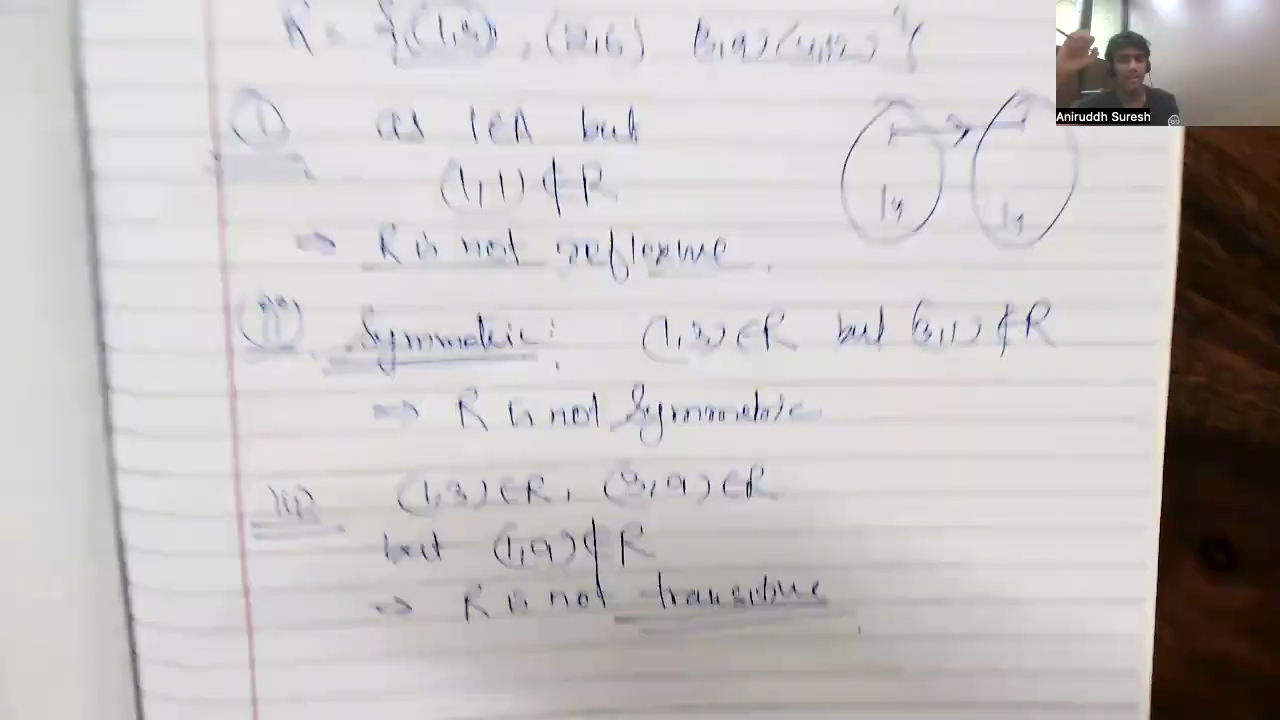 R = {(1,3), (2,6) (3,9) (4,12)}
Aniruddh Suresh
(i) as 1∈A but
(1,1) ∉ R
⇒ R is not reflexive.
14 14
(ii) Symmetric: (1,3) ∈ R but (3,1) ∉ R
⇒ R is not Symmetric
(iii) (1,3) ∈ R, (3,9) ∈ R
but (1,9) ∉ R
⇒ R is not transitive